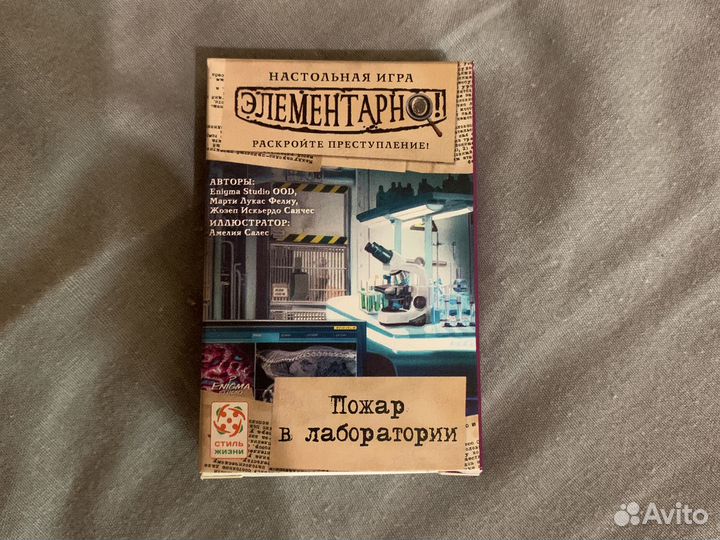 НАСТОЛЬНАЯ ИГРА
ЭЛЕМЕНТАРНО!
РАСКРОЙТЕ ПРЕСТУПЛЕНИЕ!
АВТОРЫ:
Enigma Studio OOD,
Марти Лукас Фелиу,
Жозеп Искьердо Санчес
ИЛЛЮСТРАТОР:
Амелия Салес
ENIGMA
STUDIO
СТИЛЬ
ЖИЗНИ
Пожар
в лаборатории
Avito